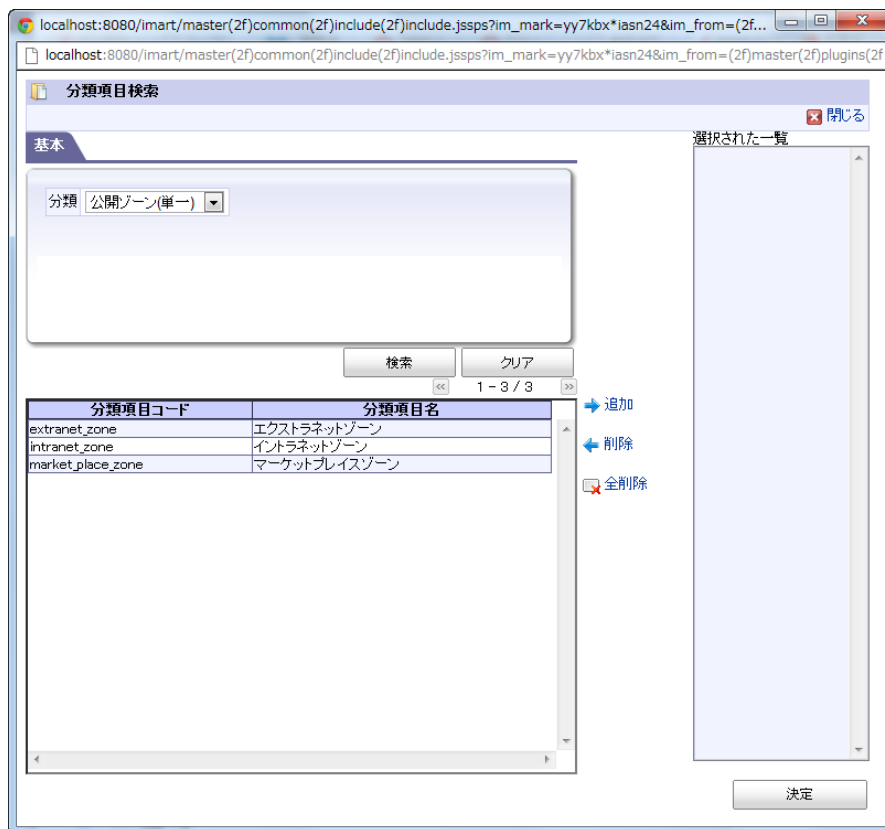 localhost:8080/imart/master(2f)common(2f)include(2f)include.jssps?im_mark=yy7kbx*iasn24&im_from=(2f...
localhost:8080/imart/master(2f)common(2f)include(2f)include.jssps?im_mark=yy7kbx*iasn24&im_from=(2f)master(2f)plugins(2f
分類項目検索
閉じる
基本
選択された一覧
分類 公開ゾーン(単一)
検索 クリア
1 - 3 / 3
分類項目コード 分類項目名
extranet_zone エクストラネットゾーン
intranet_zone イントラネットゾーン
market_place_zone マーケットプレイスゾーン
追加
削除
全削除
決定